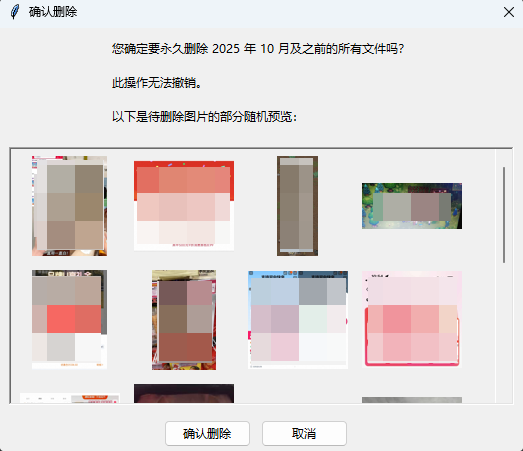 确认删除
您确定要永久删除 2025 年 10 月及之前的所有文件吗?
此操作无法撤销。
以下是待删除图片的部分随机预览:
确认删除
取消